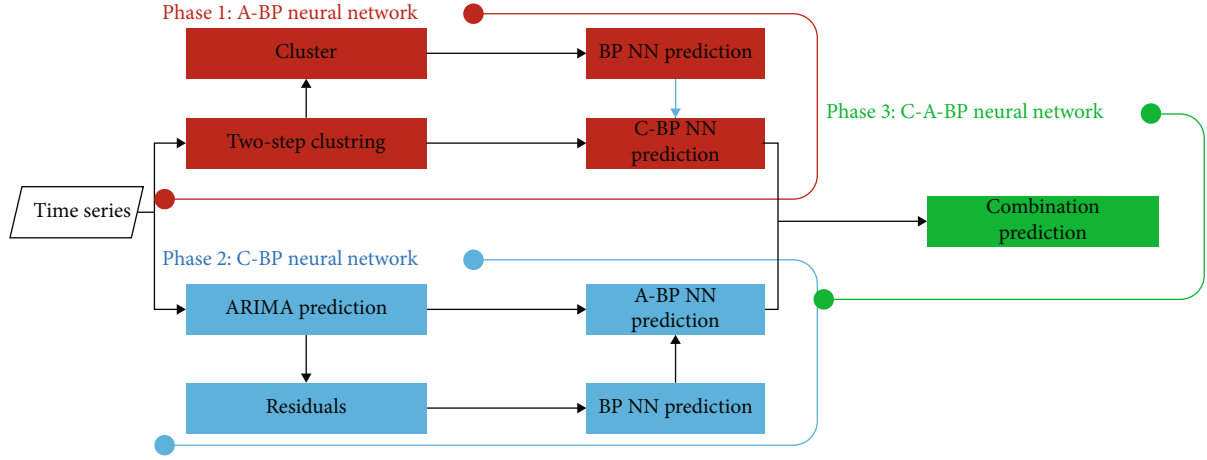 Phase 1: A-BP neural network
Cluster
BP NN prediction
Phase 3: C-A-BP neural network
Two-step clustring
C-BP NN
prediction
Time series
Combination
prediction
Phase 2: C-BP neural network
ARIMA prediction
A-BP NN
prediction
Residuals
BP NN prediction